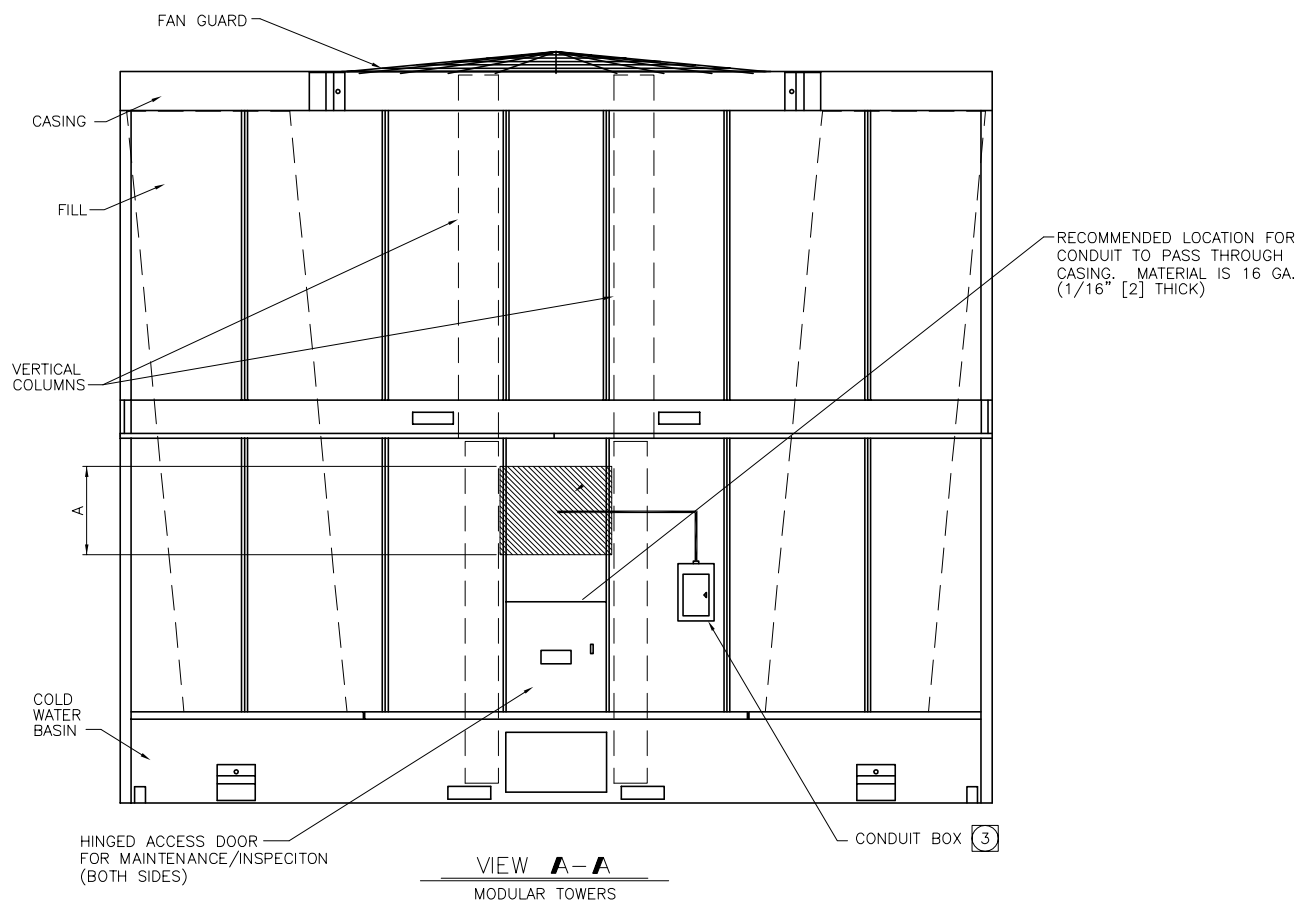 FAN GUARD
CASING
FILL
RECOMMENDED LOCATION FOR
CONDUIT TO PASS THROUGH
CASING. MATERIAL IS 16 GA.
(1/16" [2] THICK)
VERTICAL
COLUMNS
A
COLD
WATER
BASIN
HINGED ACCESS DOOR
FOR MAINTENANCE/INSPECITON
(BOTH SIDES)
CONDUIT BOX 3
VIEW A-A
MODULAR TOWERS